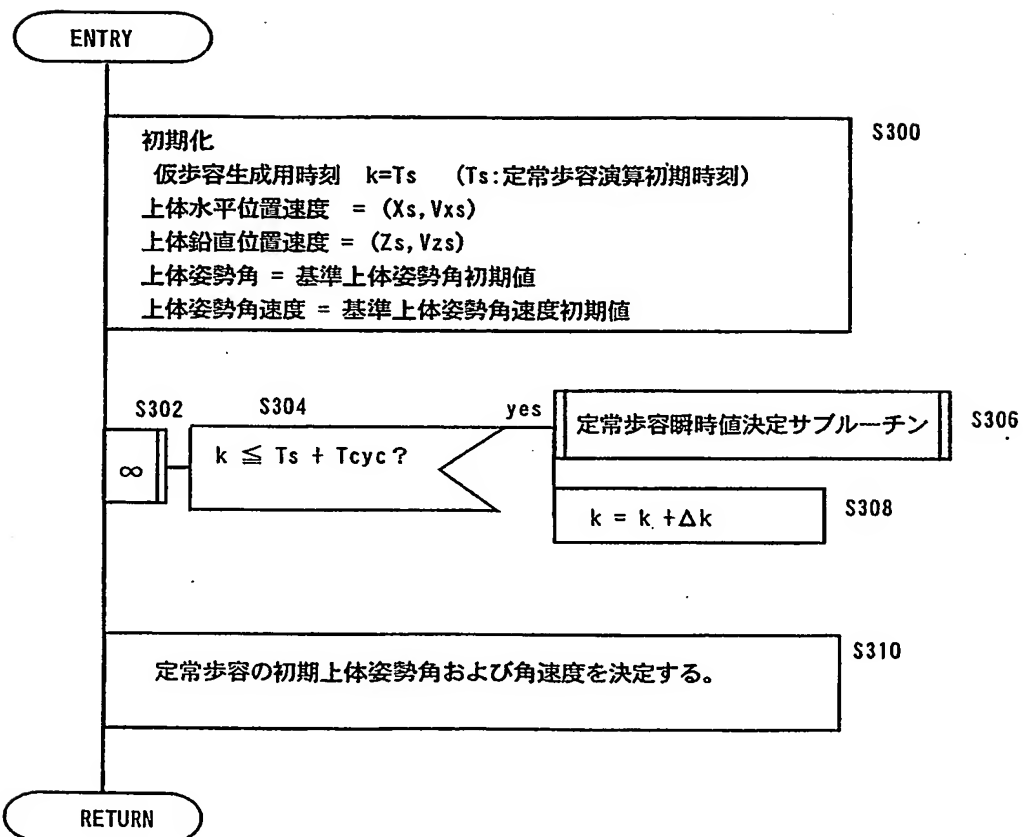 ENTRY
S300
初期化
仮歩容生成用時刻 k=Ts (Ts:定常歩容演算初期時刻)
上体水平位置速度 = (Xs,Vxs)
上体鉛直位置速度 = (Zs,Vzs)
上体姿勢角 = 基準上体姿勢角初期値
上体姿勢角速度 = 基準上体姿勢角速度初期値
S302
S304
yes
∞
k ≦ Ts + Tcyc?
定常歩容瞬時値決定サブルーチン
S306
k = k +Δk
S308
S310
定常歩容の初期上体姿勢角および角速度を決定する。
RETURN